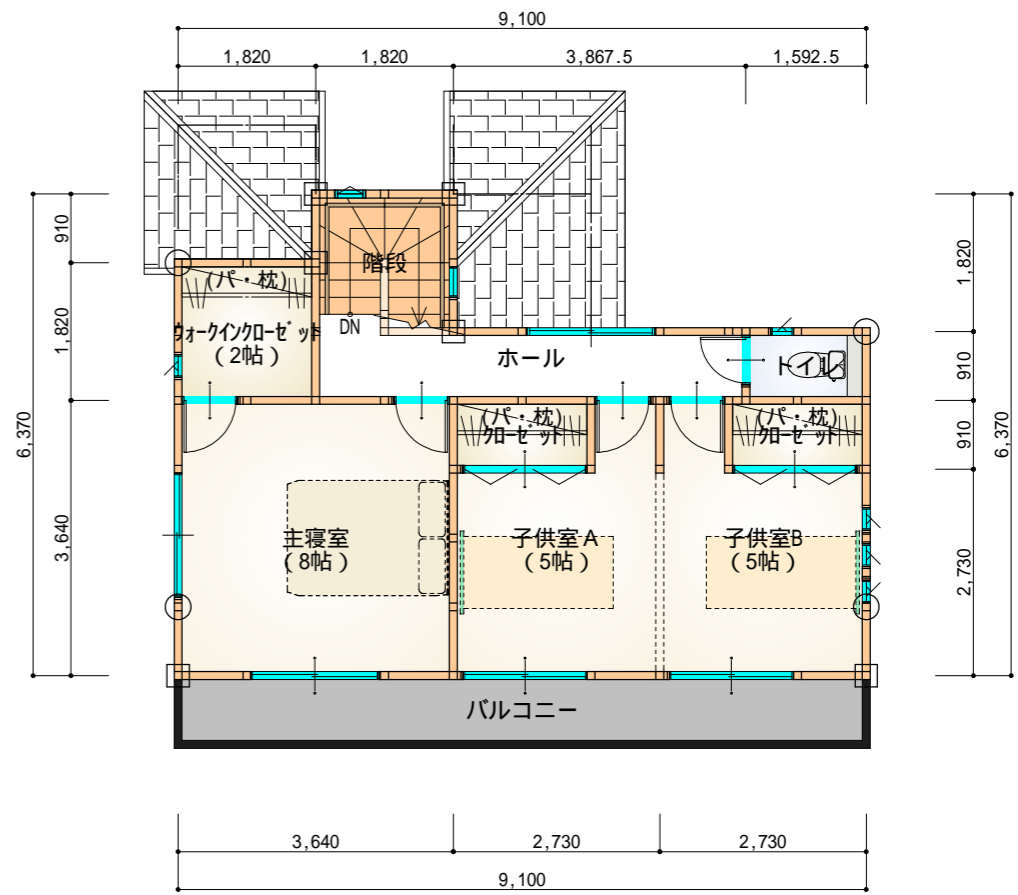 9,100
1,820
1,820
3,867.5
1,592.5
910
1,820
3,640
6,370
1,820
910
910
2,730
6,370
階段
(パ・枕)
ウォークインクローゼット
(2帖)
DN
ホール
トイレ
(パ・枕)
クローゼット
(パ・枕)
クローゼット
主寝室
(8帖)
子供室A
(5帖)
子供室B
(5帖)
バルコニー
3,640
2,730
2,730
9,100